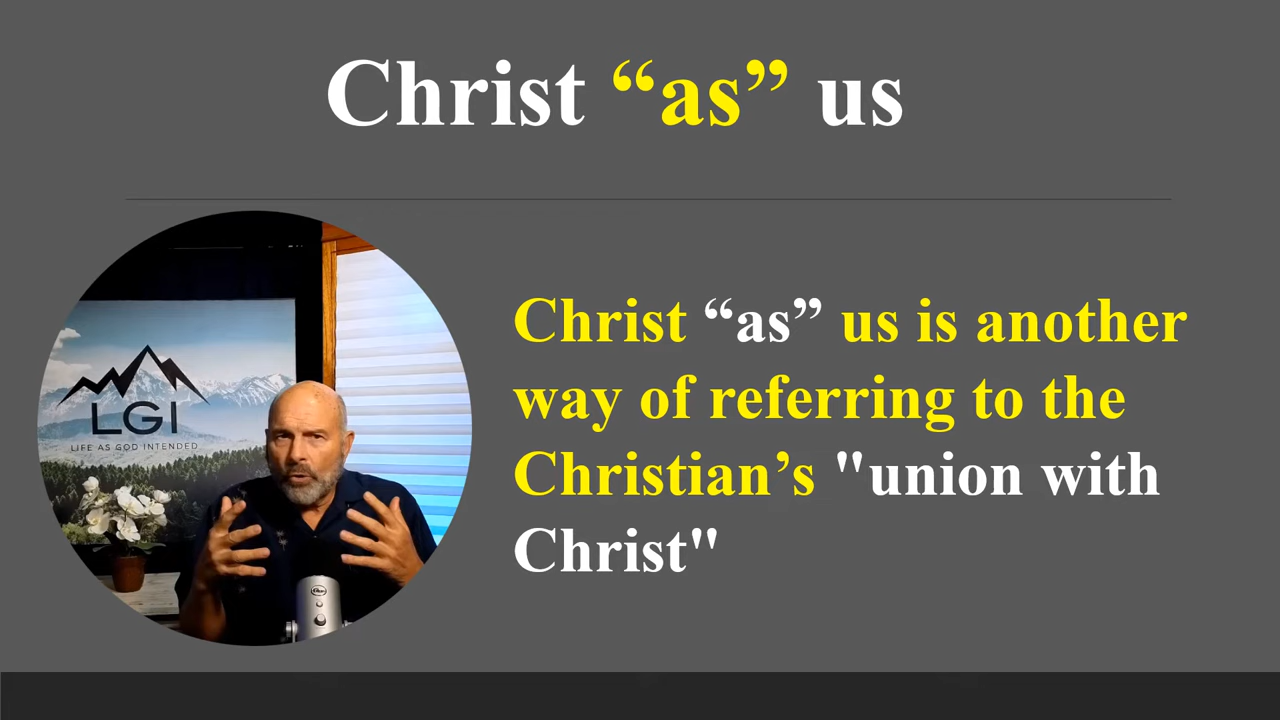 Christ “as” us
LGI
LIFE AS GOD INTENDED
Christ “as” us is another
way of referring to the
Christian’s "union with
Christ"